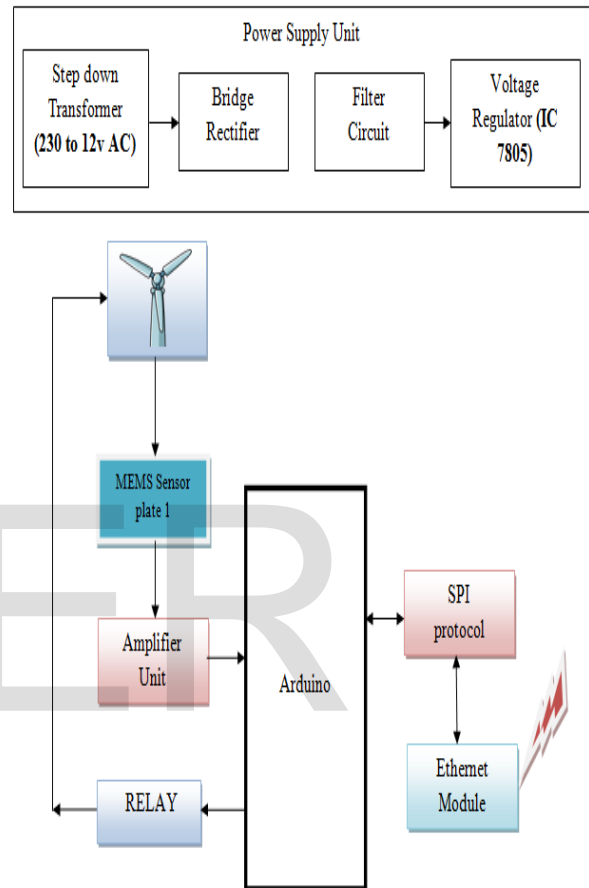 Power Supply Unit
Step down
Transformer
(230 to 12v AC)
Bridge
Rectifier
Filter
Circuit
Voltage
Regulator (IC
7805)
MEMS Sensor
plate 1
Amplifier
Unit
Arduino
SPI
protocol
RELAY
Ethernet
Module
ER